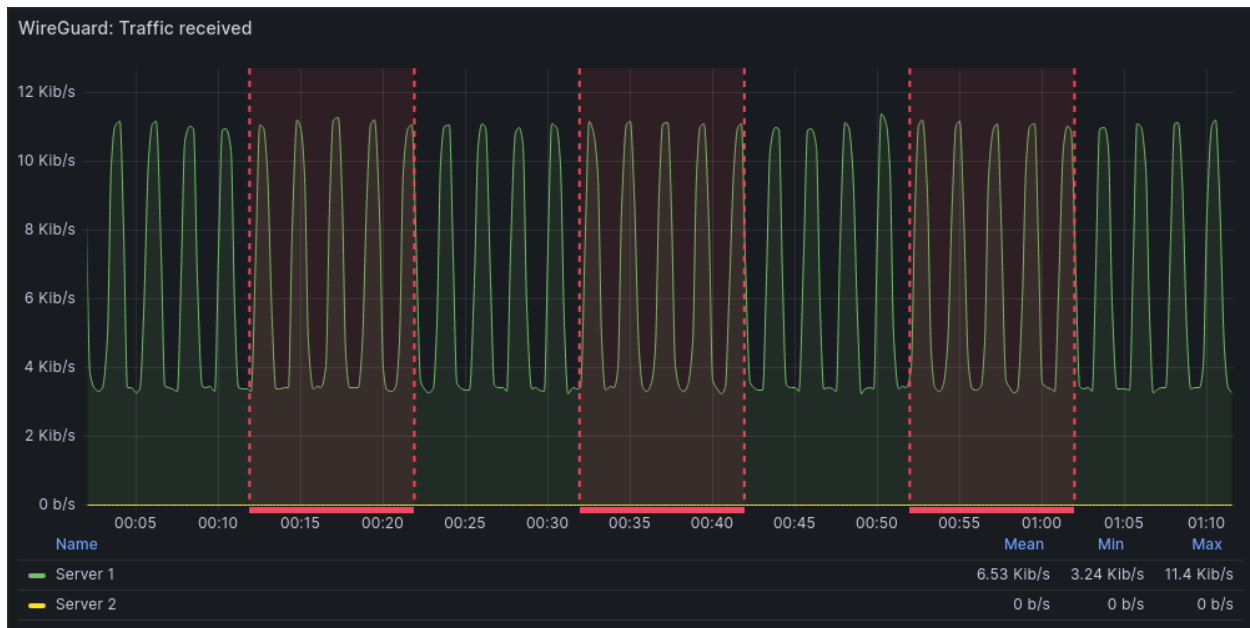 WireGuard: Traffic received
12 Kib/s
10 Kib/s
8 Kib/s
6 Kib/s
4 Kib/s
2 Kib/s
0 b/s
00:05 00:10 00:15 00:20 00:25 00:30 00:35 00:40 00:45 00:50 00:55 01:00 01:05 01:10
Name Mean Min Max
Server 1 6.53 Kib/s 3.24 Kib/s 11.4 Kib/s
Server 2 0 b/s 0 b/s 0 b/s